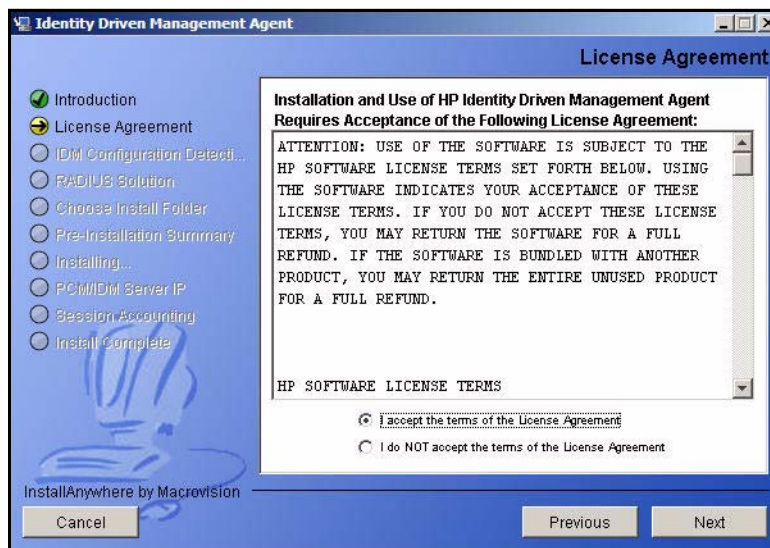 Identity Driven Management Agent
License Agreement
Introduction
License Agreement
IDM Configuration Detecti...
RADIUS Solution
Choose Install Folder
Pre-Installation Summary
Installing...
PCM/IDM Server IP
Session Accounting
Install Complete
Installation and Use of HP Identity Driven Management Agent
Requires Acceptance of the Following License Agreement:
ATTENTION: USE OF THE SOFTWARE IS SUBJECT TO THE
HP SOFTWARE LICENSE TERMS SET FORTH BELOW. USING
THE SOFTWARE INDICATES YOUR ACCEPTANCE OF THESE
LICENSE TERMS. IF YOU DO NOT ACCEPT THESE LICENSE
TERMS, YOU MAY RETURN THE SOFTWARE FOR A FULL
REFUND. IF THE SOFTWARE IS BUNDLED WITH ANOTHER
PRODUCT, YOU MAY RETURN THE ENTIRE UNUSED PRODUCT
FOR A FULL REFUND.
HP SOFTWARE LICENSE TERMS
I accept the terms of the License Agreement
I do NOT accept the terms of the License Agreement
InstallAnywhere by Macrovision
Cancel
Previous
Next